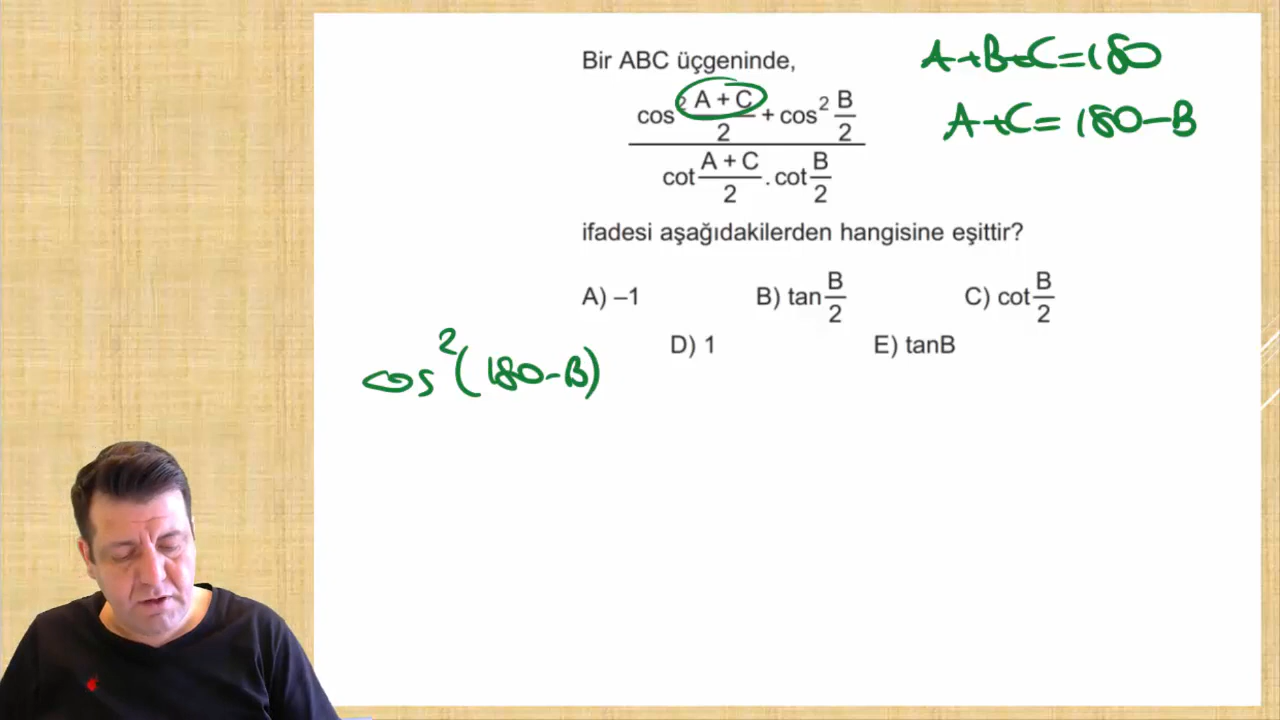 Bir ABC üçgeninde,
A+B+C=180
cos² (A + C)/2 + cos² B/2
A+C= 180-B
cot (A + C)/2 . cot B/2
ifadesi aşağıdakilerden hangisine eşittir?
A) –1 B) tan B/2 C) cot B/2
D) 1 E) tanB
cos²(180-B)